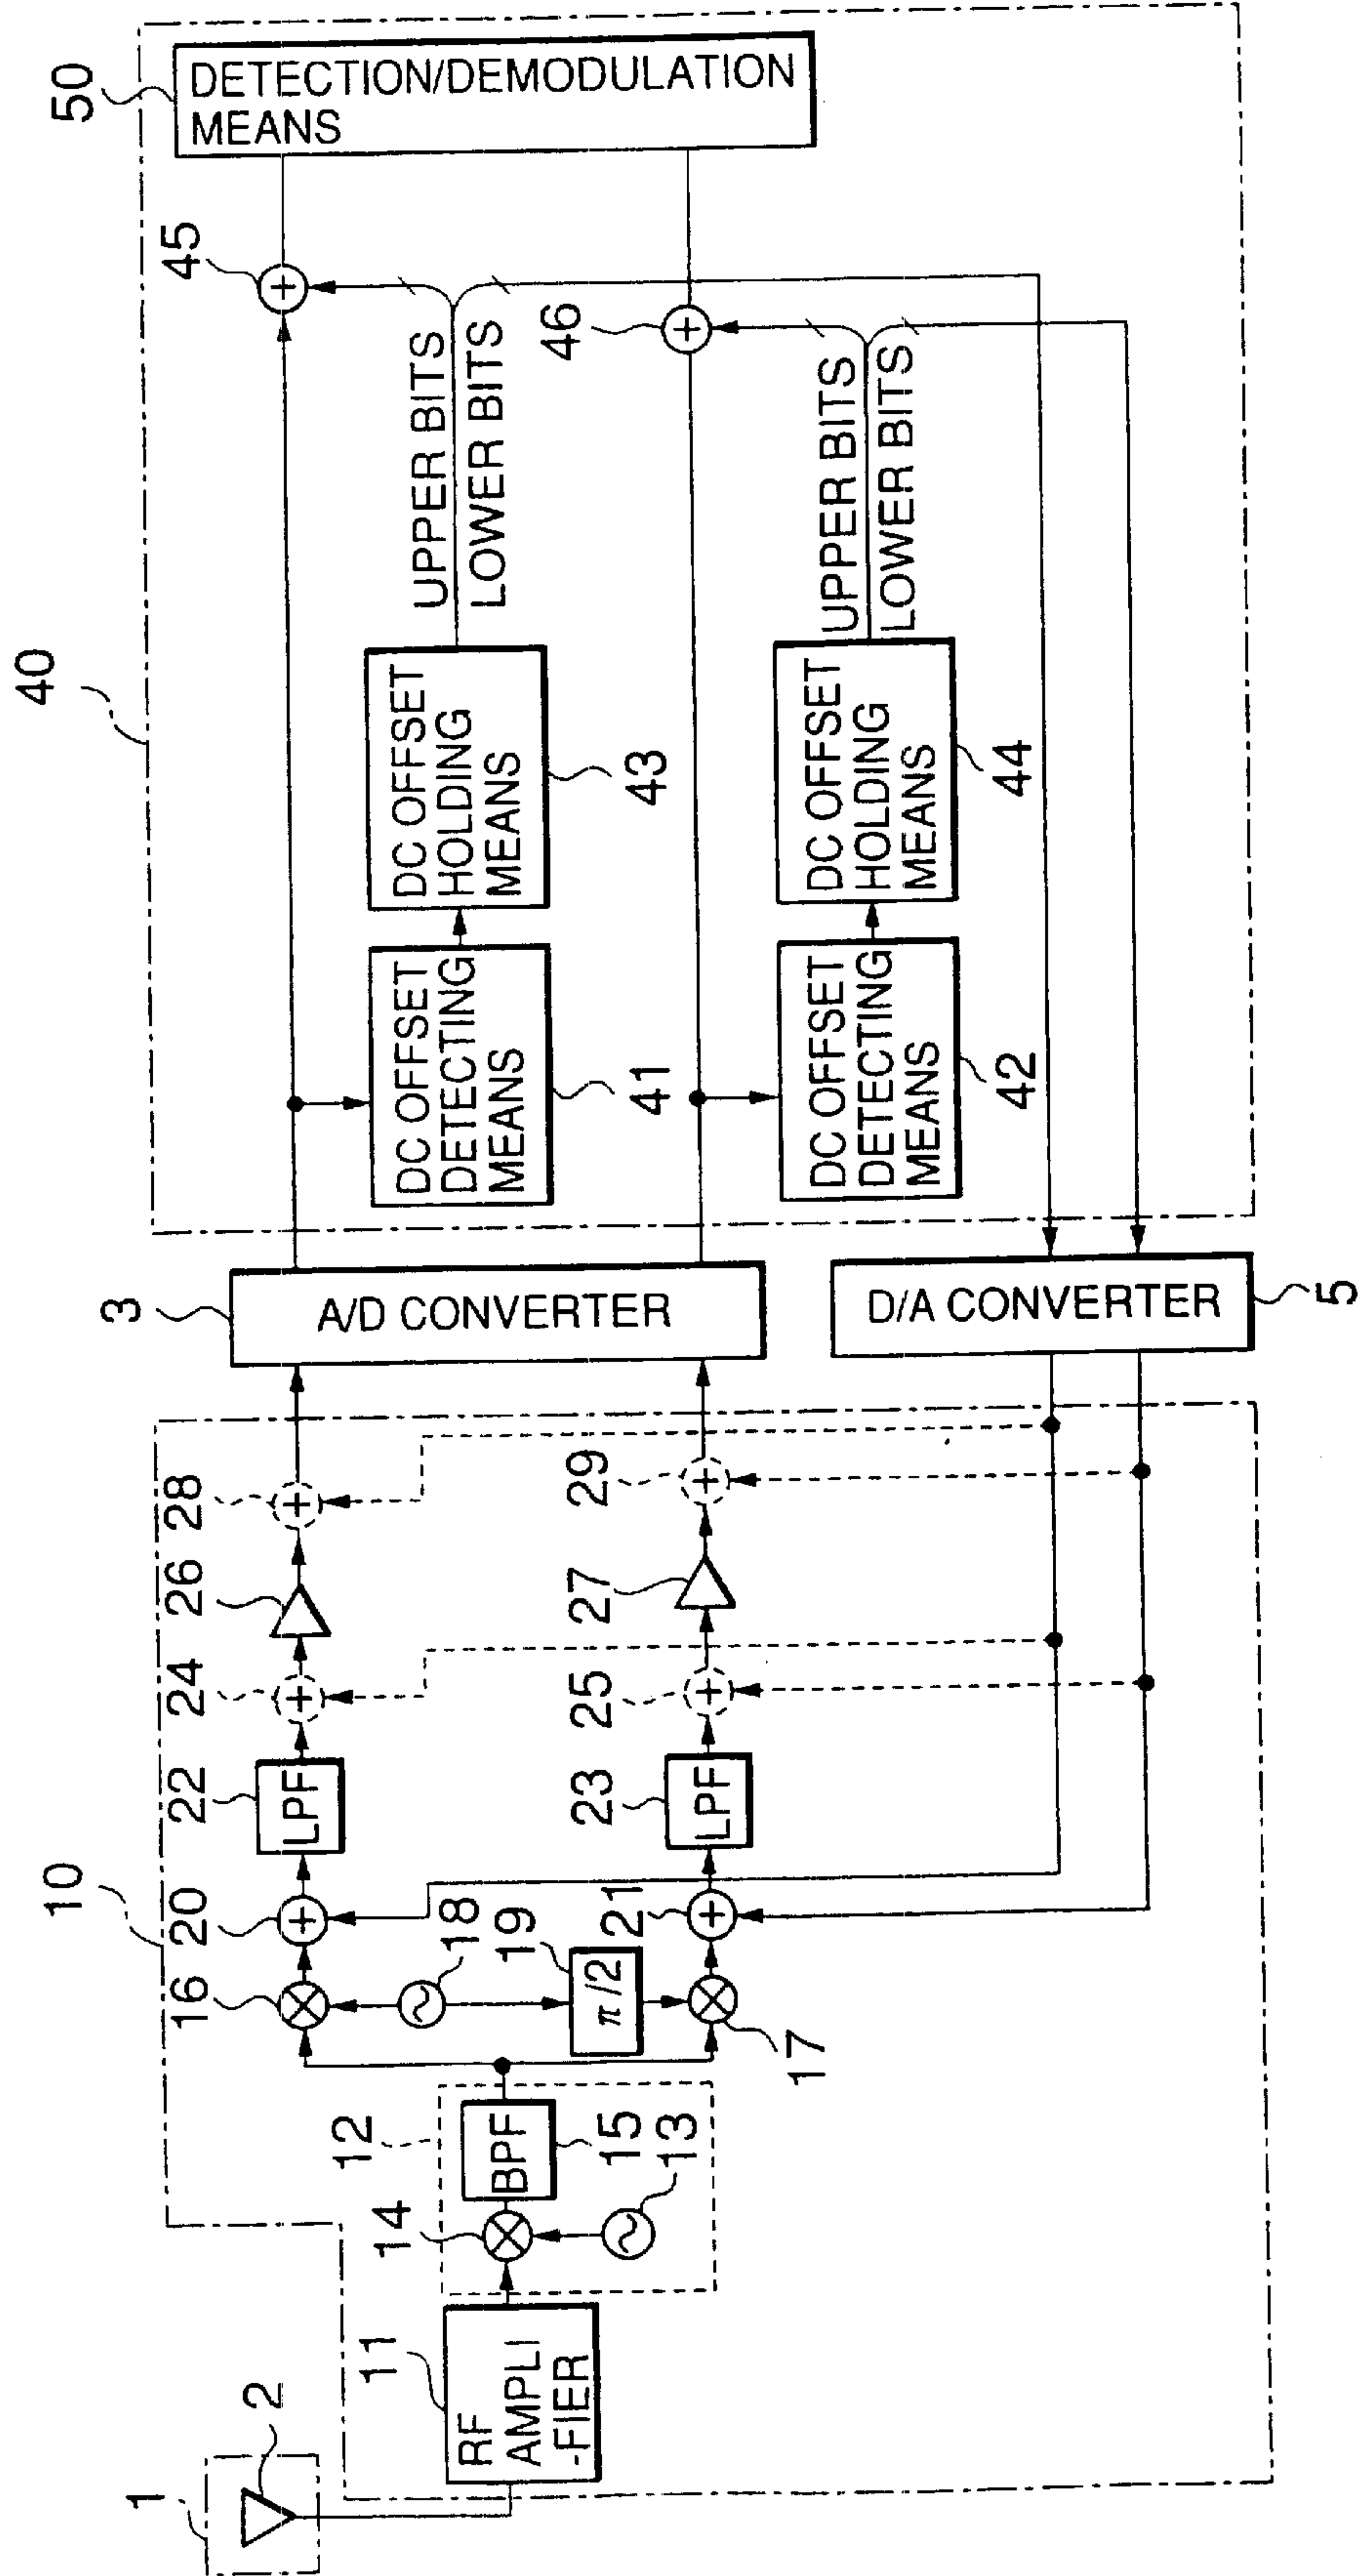 1
2
10
11
RF
AMPLI
-FIER
12
14
BPF
15
13
16
18
19
π/2
17
20
21
22
LPF
23
LPF
24
25
26
27
28
29
3
A/D CONVERTER
D/A CONVERTER
5
40
DC OFFSET
DETECTING
MEANS
41
DC OFFSET
HOLDING
MEANS
43
UPPER BITS
LOWER BITS
45
DC OFFSET
DETECTING
MEANS
42
DC OFFSET
HOLDING
MEANS
44
UPPER BITS
LOWER BITS
46
50
DETECTION/DEMODULATION
MEANS